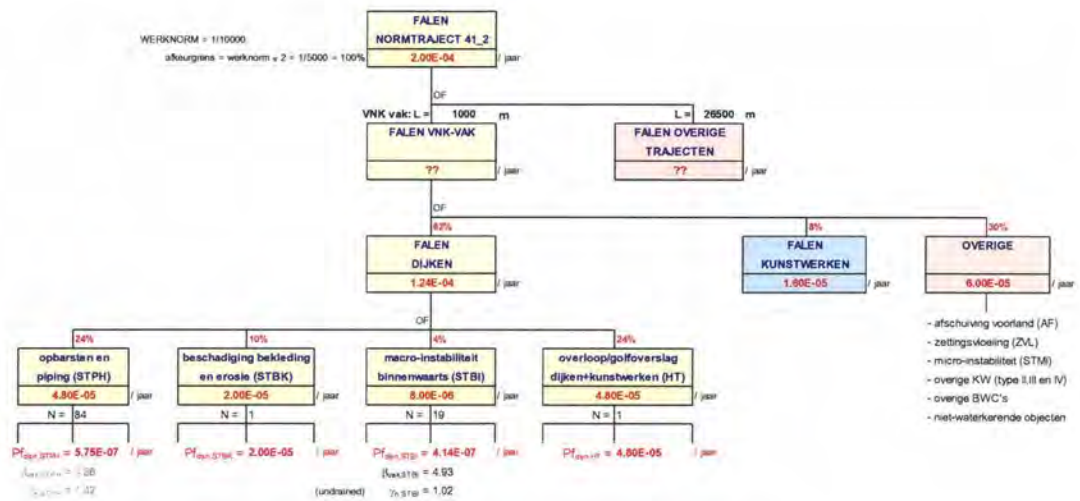 FALEN
NORMTRAJECT 41_2
2.00E-04
/ jaar
WERKNORM = 1/10000
afkeurgrens = werknorm * 2 = 1/5000 = 100%
OF
VNK vak: L = 1000 m
L = 26500 m
FALEN VNK-VAK
??
/ jaar
FALEN OVERIGE
TRAJECTEN
??
/ jaar
OF
62%
8%
30%
FALEN
DIJKEN
1.24E-04
/ jaar
FALEN
KUNSTWERKEN
1.60E-05
/ jaar
OVERIGE
6.00E-05
/ jaar
- afschuiving voorland (AF)
- zettingsvloeiing (ZVL)
- micro-instabiliteit (STMI)
- overige KW (type II,III en IV)
- overige BWC's
- niet-waterkerende objecten
OF
24%
10%
4%
24%
opbarsten en
piping (STPH)
4.80E-05
/ jaar
beschadiging bekleding
en erosie (STBK)
2.00E-05
/ jaar
macro-instabiliteit
binnenwaarts (STBI)
8.00E-06
/ jaar
overloop/golfoverslag
dijken+kunstwerken (HT)
4.80E-05
/ jaar
N = 84
N = 1
N = 19
N = 1
= 5.75E-07 / jaar
= 2.00E-05 / jaar
= 4.14E-07 / jaar
= 4.80E-05 / jaar
= 4.93
(undrained)
= 1.02